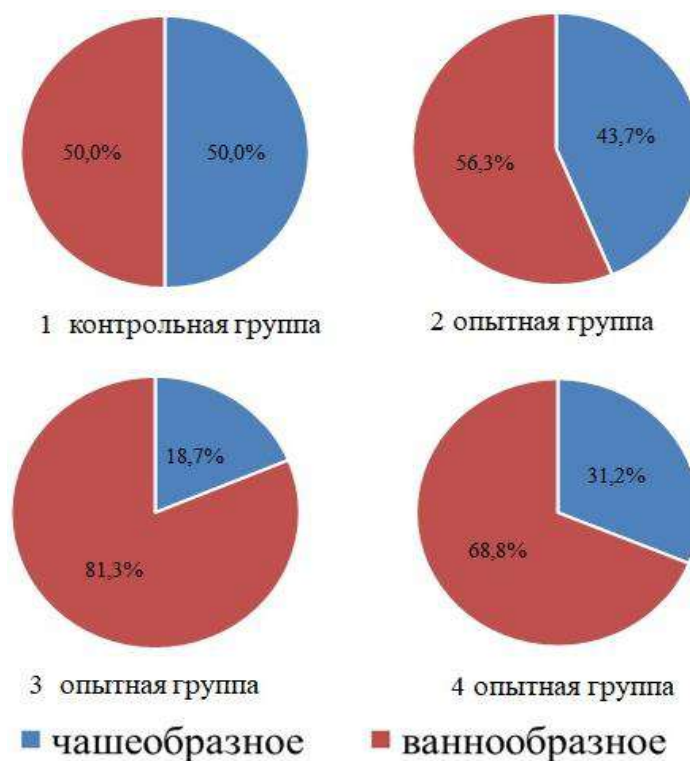 50,0% 50,0%
43,7%
56,3%
1 контрольная группа
2 опытная группа
18,7%
81,3%
31,2%
68,8%
3 опытная группа
4 опытная группа
чашеобразное ваннообразное